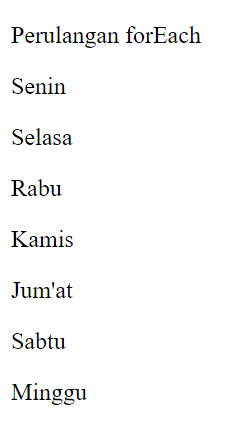 Perulangan forEach
Senin
Selasa
Rabu
Kamis
Jum'at
Sabtu
Minggu